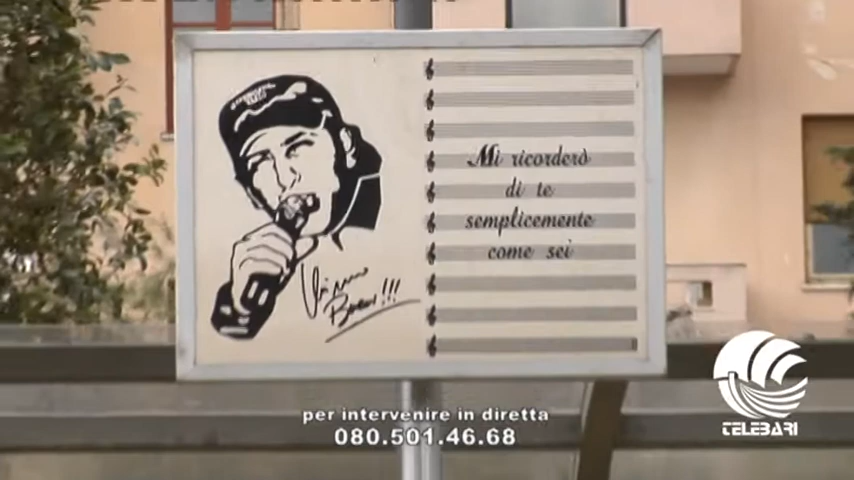 Mi ricorderò
di te
semplicemente
come sei
per intervenire in diretta
080.501.46.68
TELEBARI